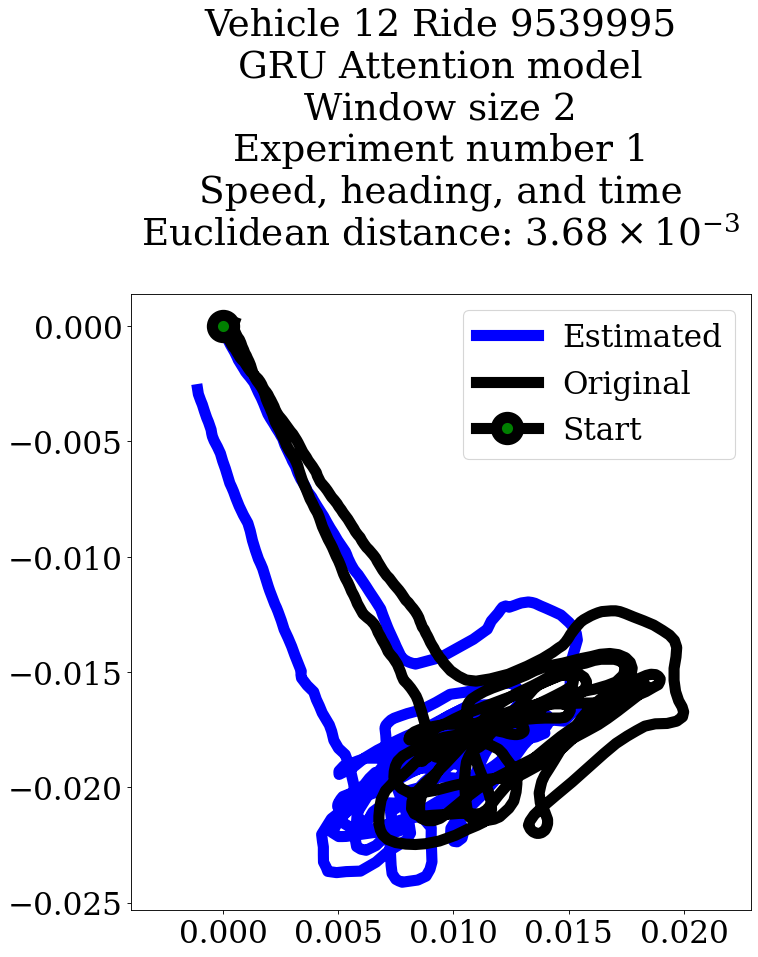 Vehicle 12 Ride 9539995
GRU Attention model
Window size 2
Experiment number 1
Speed, heading, and time
Euclidean distance: 3.68 × 10⁻³
Estimated
Original
Start
0.000
−0.005
−0.010
−0.015
−0.020
−0.025
0.000 0.005 0.010 0.015 0.020